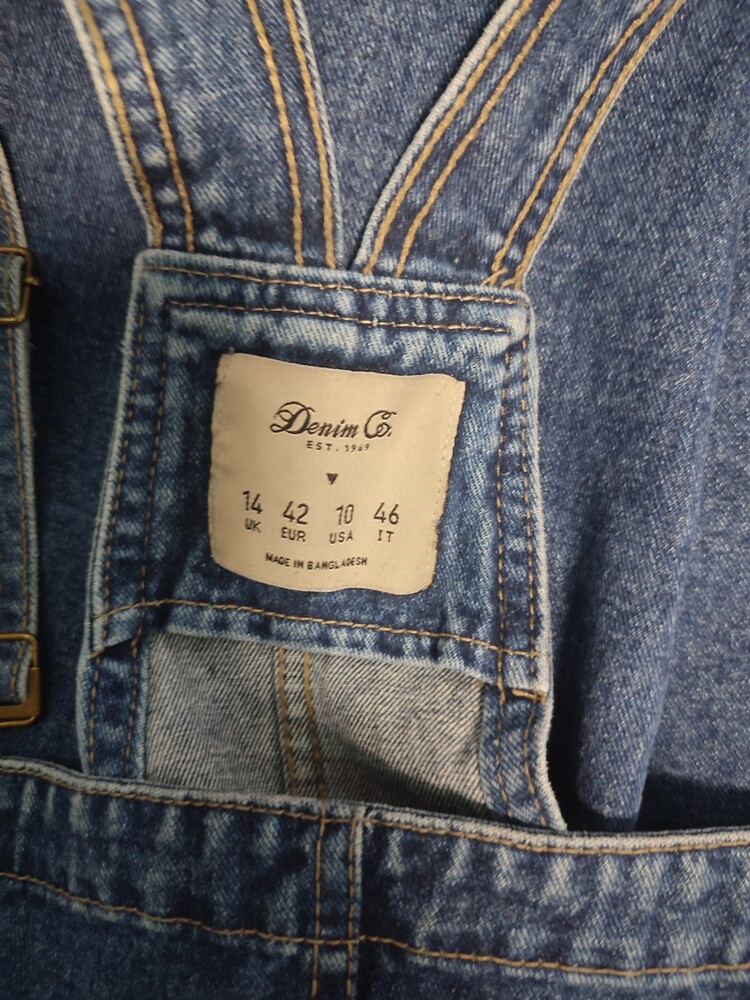 Denim Co.
EST. 1969
14 42 10 46
UK EUR USA IT
MADE IN BANGLADESH